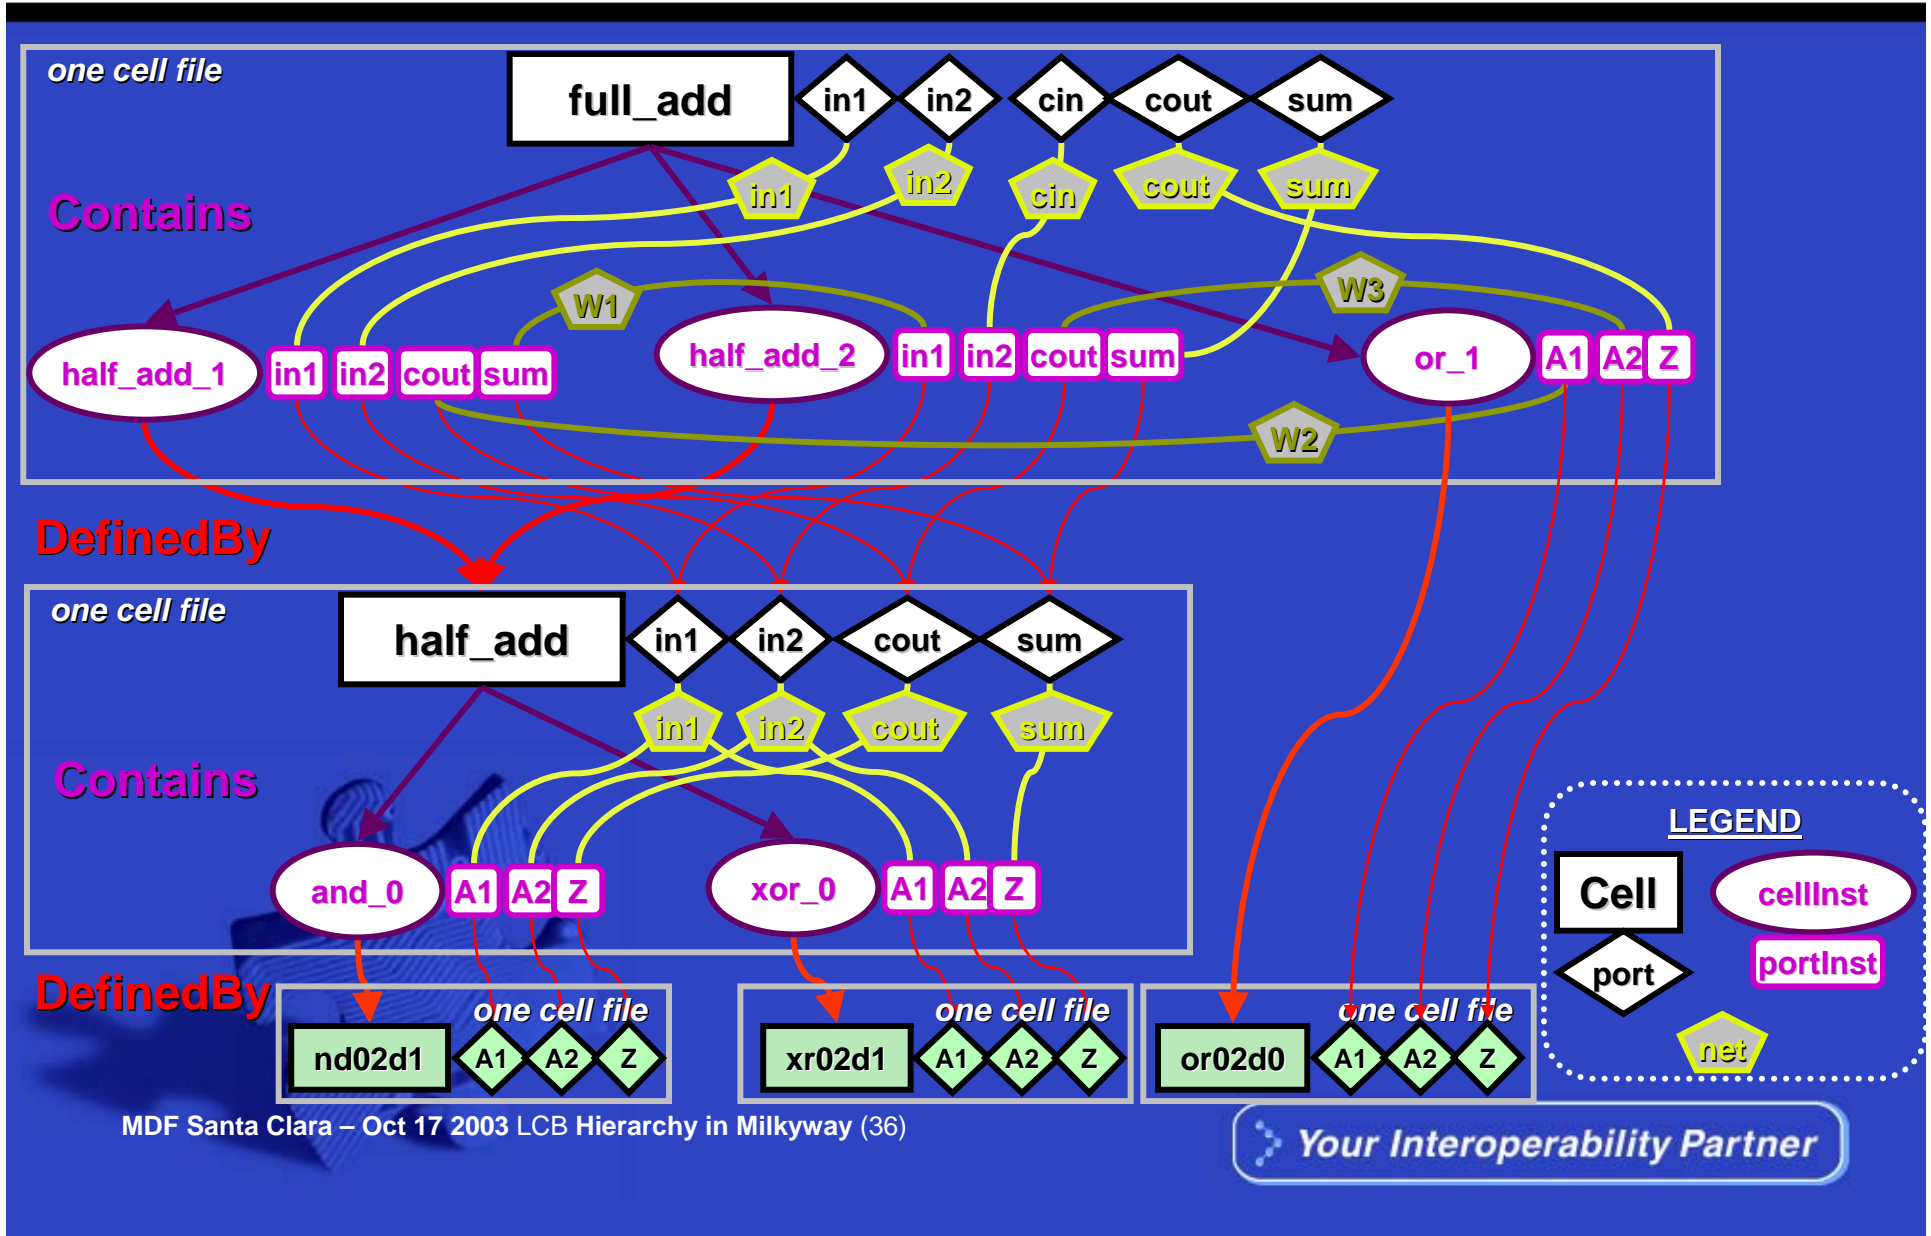 one cell file
full_add
in1 in2 cin cout sum
in1 in2 cin cout sum
Contains
W1 W3
half_add_1 in1 in2 cout sum
half_add_2 in1 in2 cout sum
or_1 A1 A2 Z
W2
DefinedBy
one cell file
half_add
in1 in2 cout sum
in1 in2 cout sum
Contains
and_0 A1 A2 Z
xor_0 A1 A2 Z
DefinedBy
one cell file
nd02d1 A1 A2 Z
one cell file
xr02d1 A1 A2 Z
one cell file
or02d0 A1 A2 Z
LEGEND
Cell
cellInst
port
portInst
net
MDF Santa Clara – Oct 17 2003 LCB Hierarchy in Milkyway (36)
Your Interoperability Partner